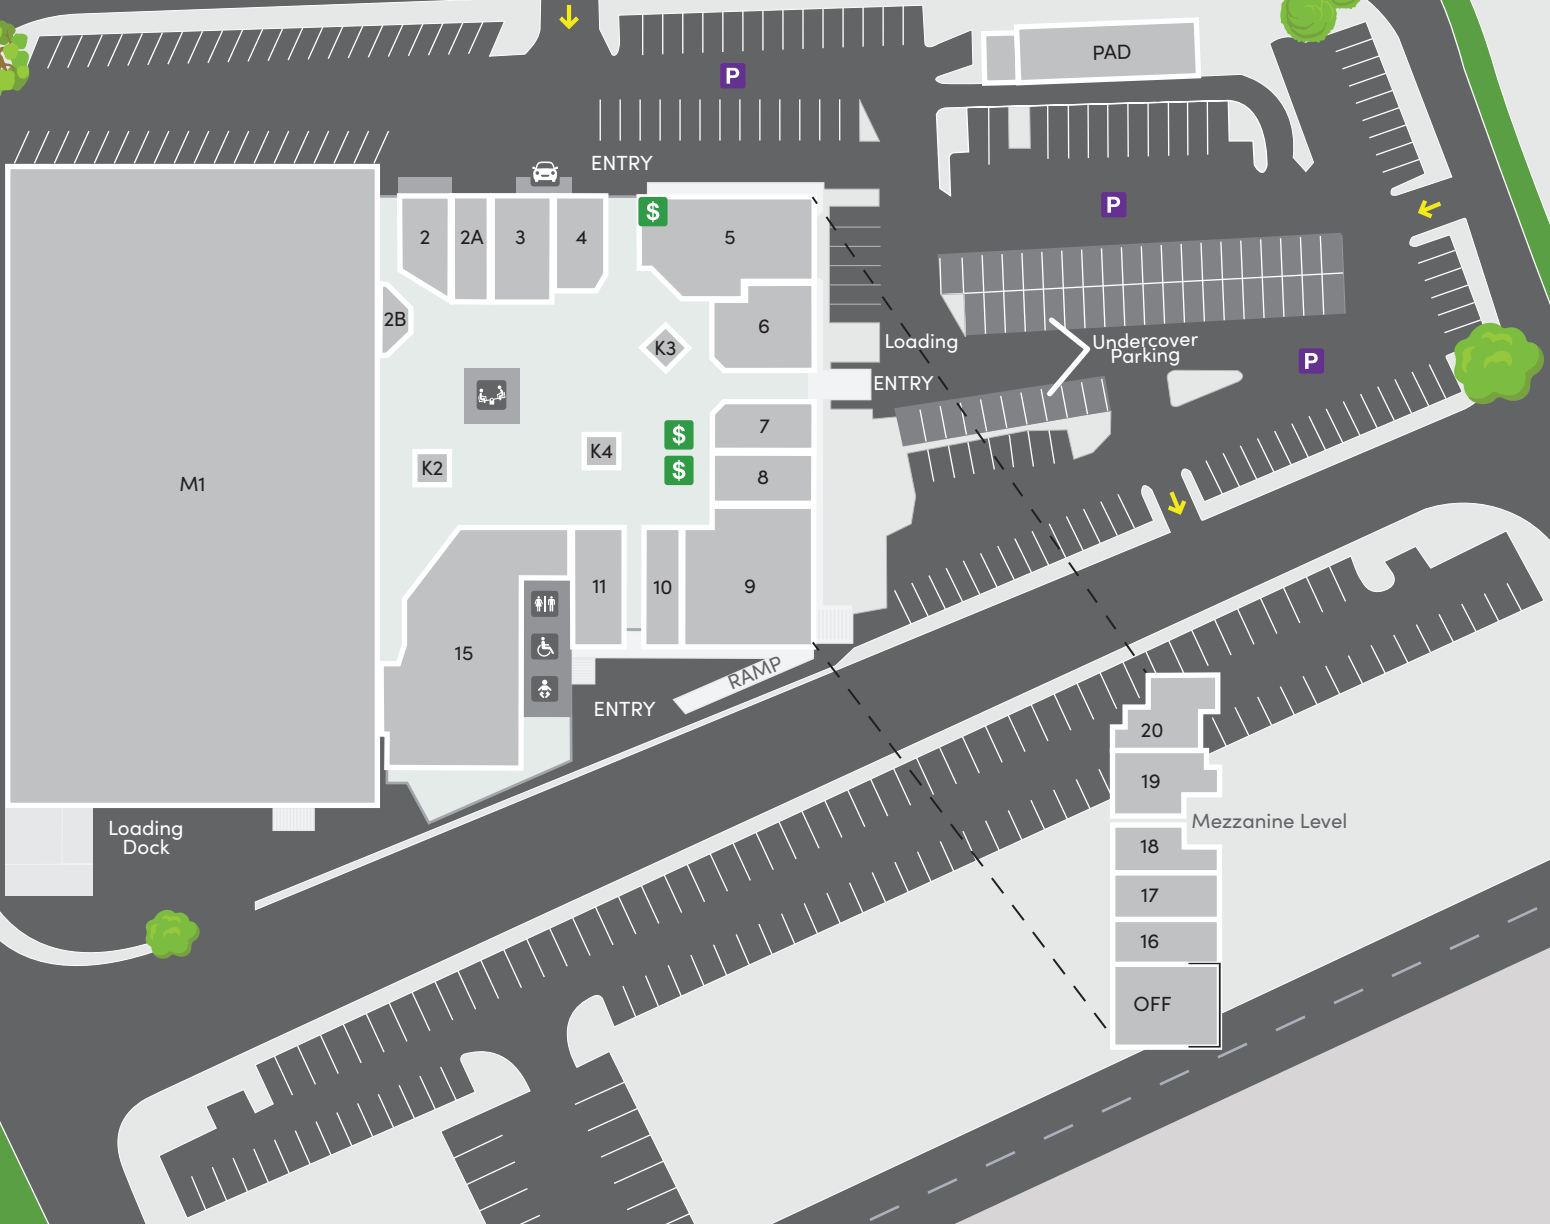 PAD
P
ENTRY
P
$
2
2A
3
4
5
2B
6
K3
Loading
Undercover
Parking
P
ENTRY
7
$
K4
K2
$
8
M1
11
10
9
15
RAMP
ENTRY
20
19
Mezzanine Level
Loading
Dock
18
17
16
OFF